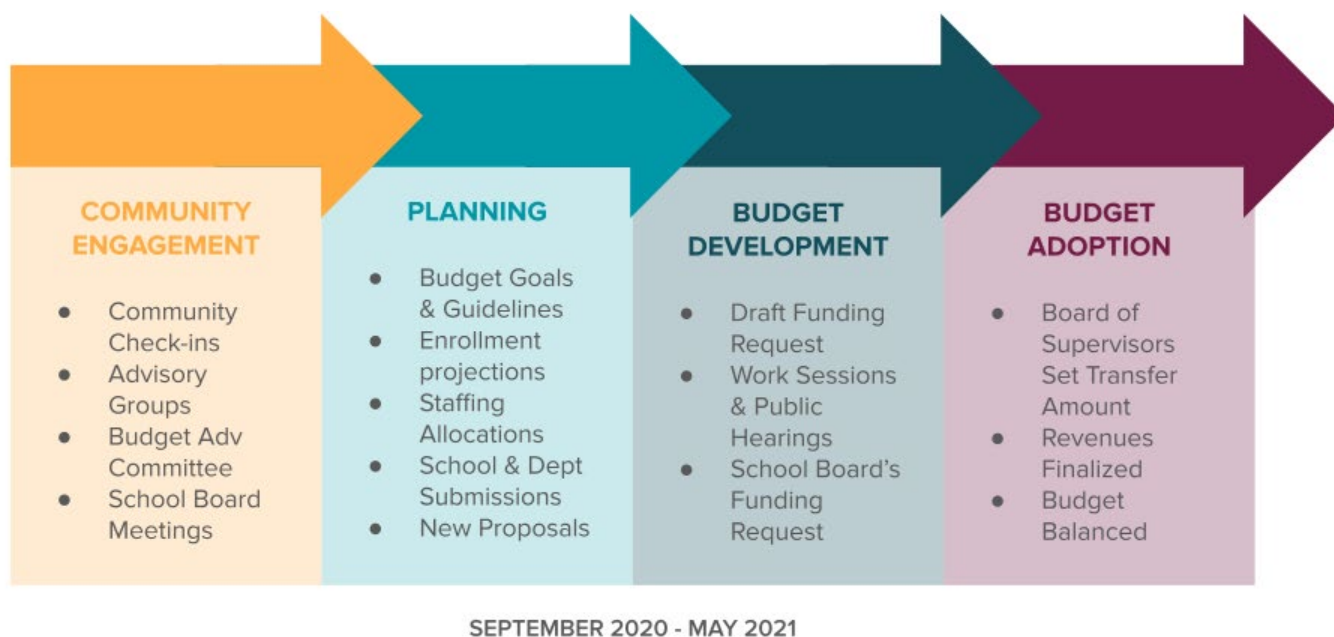 COMMUNITY
ENGAGEMENT
● Community
Check-ins
● Advisory
Groups
● Budget Adv
Committee
● School Board
Meetings
PLANNING
● Budget Goals
& Guidelines
● Enrollment
projections
● Staffing
Allocations
● School & Dept
Submissions
● New Proposals
BUDGET
DEVELOPMENT
● Draft Funding
Request
● Work Sessions
& Public
Hearings
● School Board’s
Funding
Request
BUDGET
ADOPTION
● Board of
Supervisors
Set Transfer
Amount
● Revenues
Finalized
● Budget
Balanced
SEPTEMBER 2020 - MAY 2021